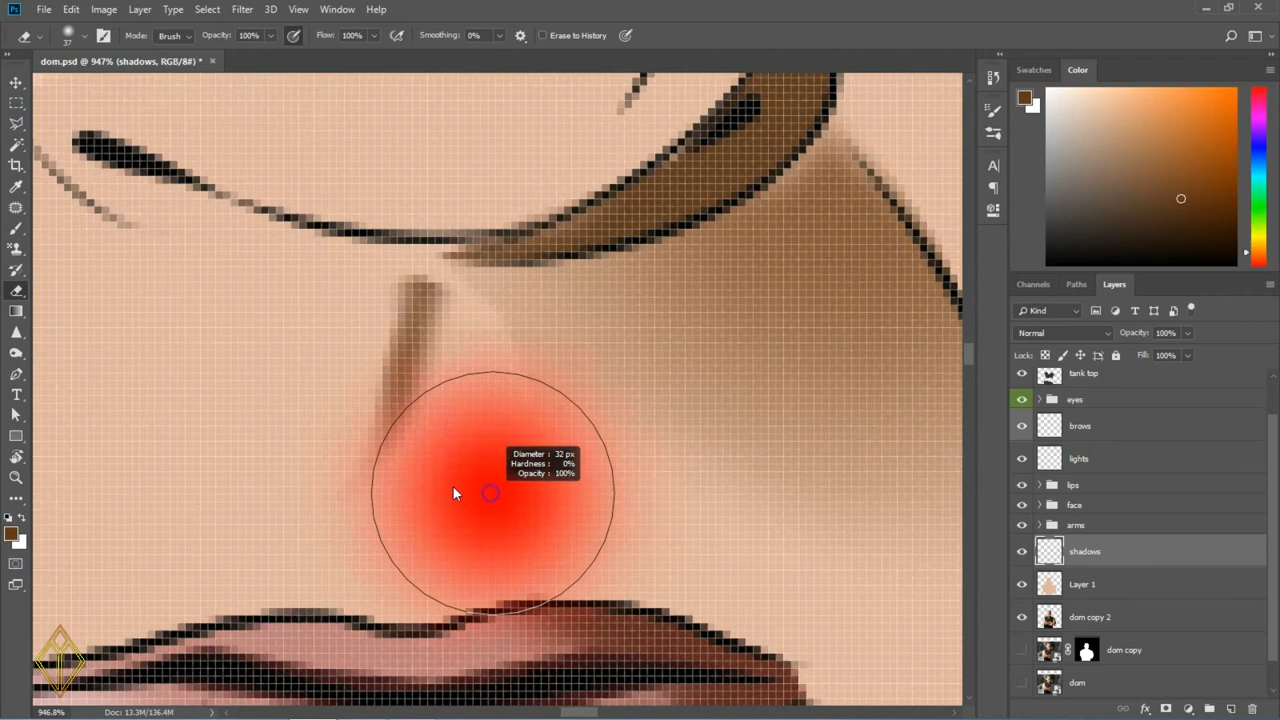 Ps File Edit Image Layer Type Select Filter 3D View Window Help
37 Mode: Brush Opacity: 100% Flow: 100% Smoothing: 0% Erase to History
dom.psd @ 947% (shadows, RGB/8#) *
Swatches Color
Diameter : 32 px
Hardness : 0%
Opacity : 100%
Channels Paths Layers
Kind
Normal Opacity: 100%
Lock: Fill: 100%
tank top
eyes
brows
lights
lips
face
arms
shadows
Layer 1
dom copy 2
dom copy
dom
946.8% Doc: 13.3M/136.4M